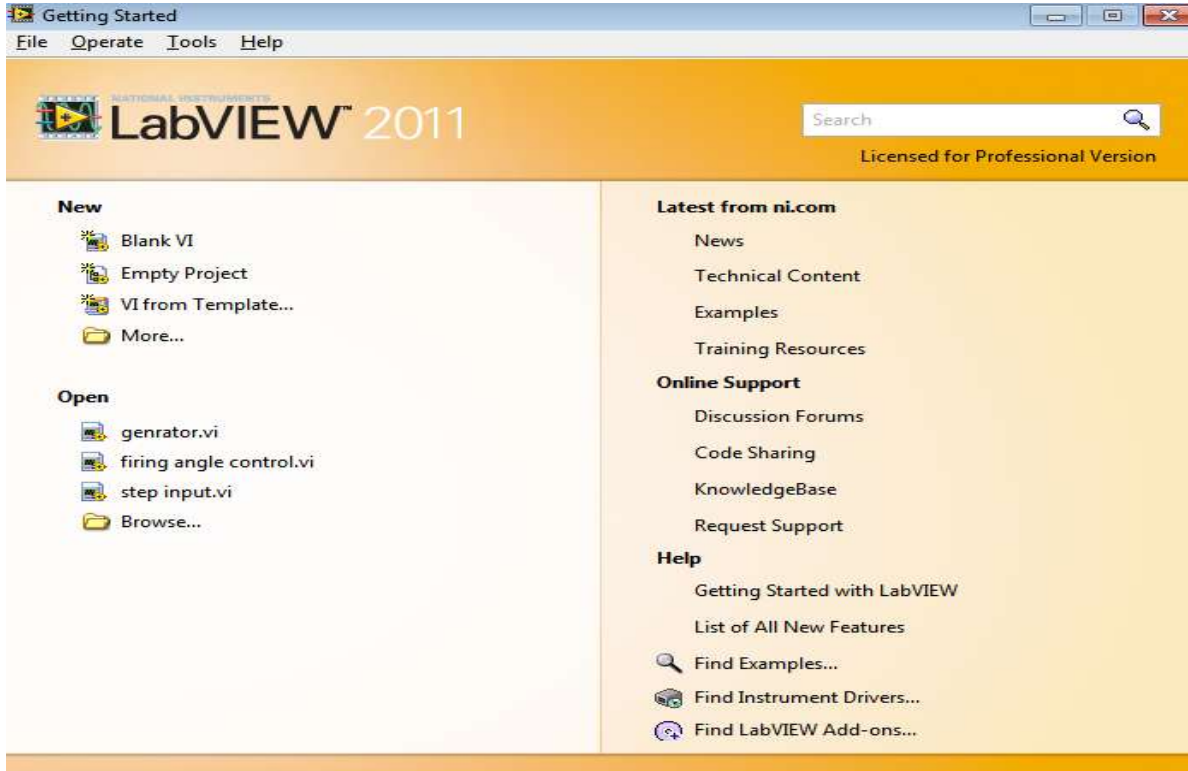 Getting Started
File Operate Tools Help
NATIONAL INSTRUMENTS
LabVIEW™ 2011
Search
Licensed for Professional Version
New
Blank VI
Empty Project
VI from Template...
More...
Open
genrator.vi
firing angle control.vi
step input.vi
Browse...
Latest from ni.com
News
Technical Content
Examples
Training Resources
Online Support
Discussion Forums
Code Sharing
KnowledgeBase
Request Support
Help
Getting Started with LabVIEW
List of All New Features
Find Examples...
Find Instrument Drivers...
Find LabVIEW Add-ons...